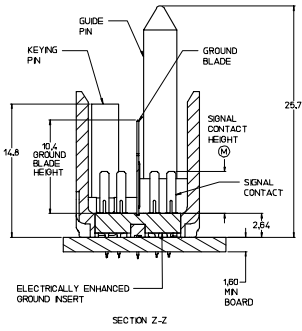 GUIDE
PIN
KEYING
PIN
GROUND
BLADE
25,7
14,8
10,4
GROUND
BLADE
HEIGHT
SIGNAL
CONTACT
HEIGHT
M
SIGNAL
CONTACT
2,64
ELECTRICALLY ENHANCED
GROUND INSERT
1,60
MIN
BOARD
SECTION Z-Z